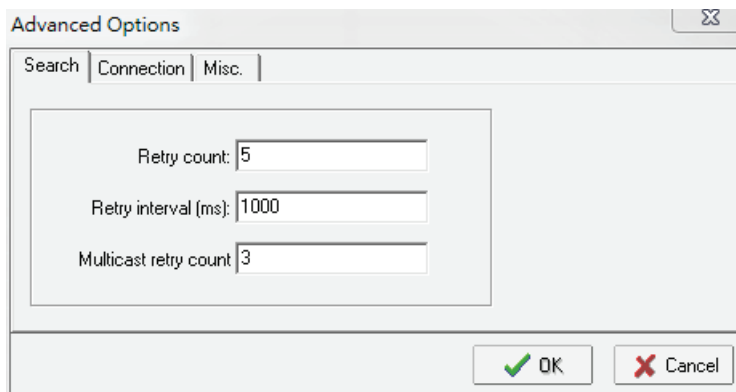 Advanced Options
Search Connection Misc.
Retry count: 5
Retry interval (ms): 1000
Multicast retry count 3
OK Cancel